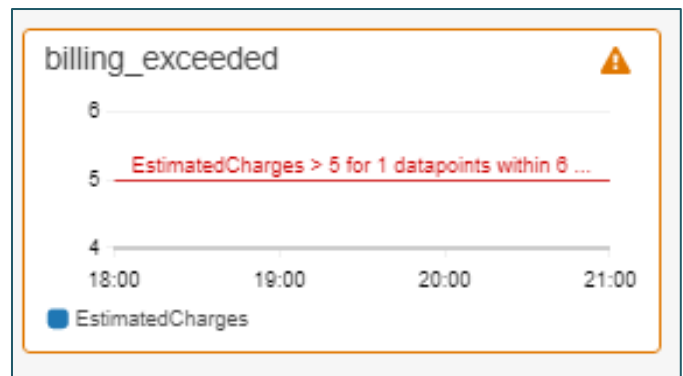 billing_exceeded
6
EstimatedCharges > 5 for 1 datapoints within 6 ...
5
4
18:00 19:00 20:00 21:00
EstimatedCharges